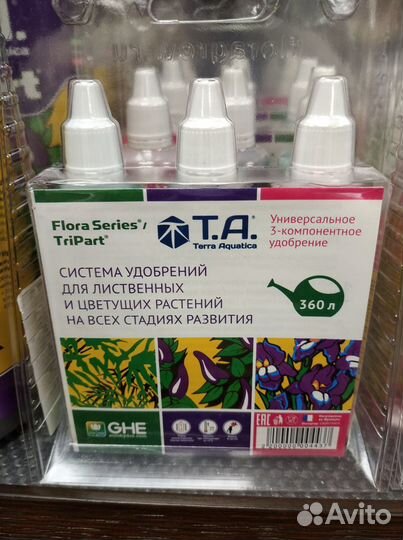 Flora Series®/
TriPart®
T.A.®
Terra Aquatica
Универсальное
3-компонентное
удобрение
СИСТЕМА УДОБРЕНИЙ
ДЛЯ ЛИСТВЕННЫХ
И ЦВЕТУЩИХ РАСТЕНИЙ
НА ВСЕХ СТАДИЯХ РАЗВИТИЯ
360 л
GHE
EAC
Avito